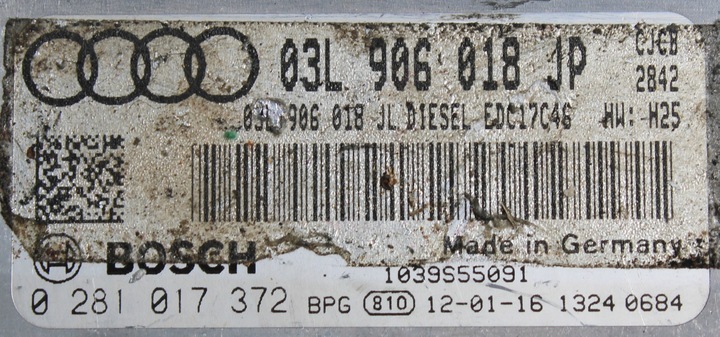 03L 906 018 JP CJCB
2842
03L 906 018 JL DIESEL EDC17C46 HW:-H25
Made in Germany
BOSCH
1039S55091
0 281 017 372 BPG 810 12-01-16 1324 0684